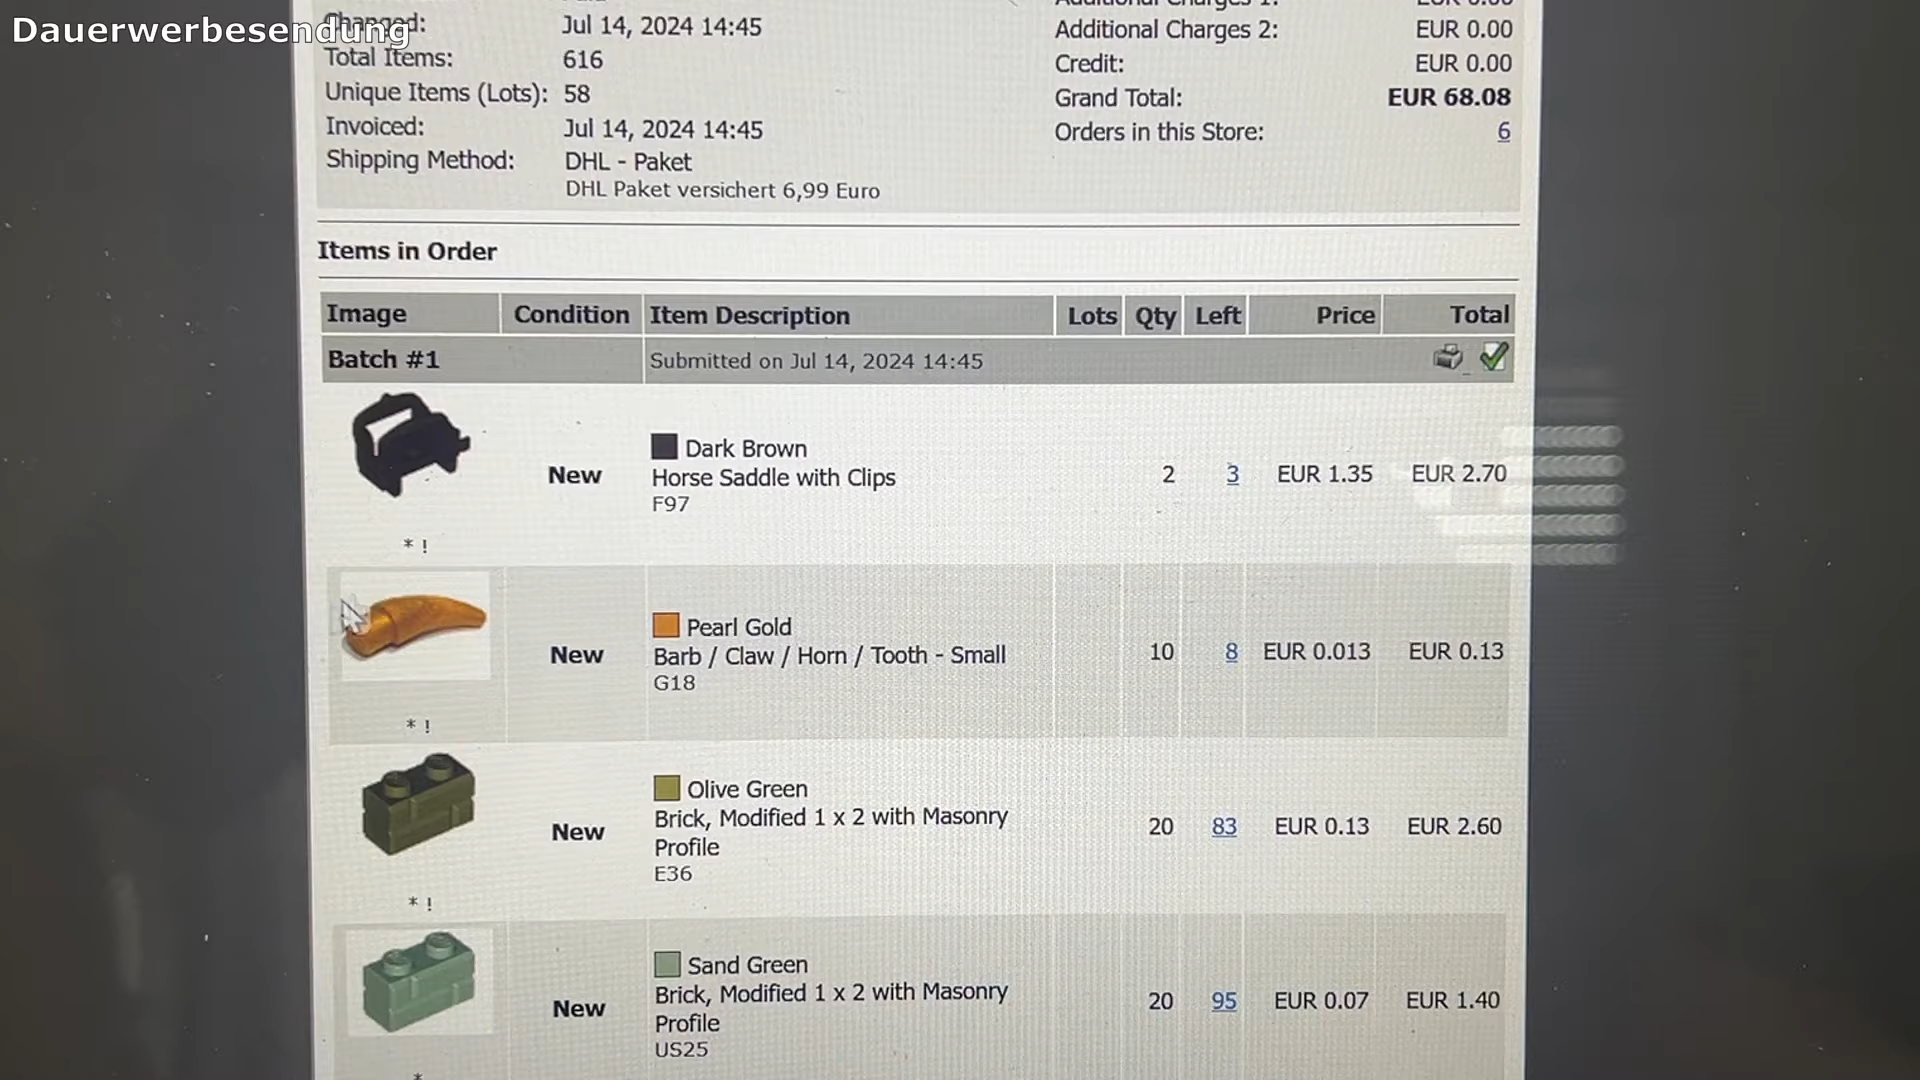 Dauerwerbesendung
Changed: Jul 14, 2024 14:45
Additional Charges 2: EUR 0.00
Total Items: 616
Credit: EUR 0.00
Unique Items (Lots): 58
Grand Total: EUR 68.08
Invoiced: Jul 14, 2024 14:45
Orders in this Store: 6
Shipping Method: DHL - Paket
DHL Paket versichert 6,99 Euro
Items in Order
Image Condition Item Description Lots Qty Left Price Total
Batch #1 Submitted on Jul 14, 2024 14:45
Dark Brown
New Horse Saddle with Clips 2 3 EUR 1.35 EUR 2.70
F97
* !
Pearl Gold
New Barb / Claw / Horn / Tooth - Small 10 8 EUR 0.013 EUR 0.13
G18
* !
Olive Green
New Brick, Modified 1 x 2 with Masonry 20 83 EUR 0.13 EUR 2.60
Profile
E36
* !
Sand Green
New Brick, Modified 1 x 2 with Masonry 20 95 EUR 0.07 EUR 1.40
Profile
US25